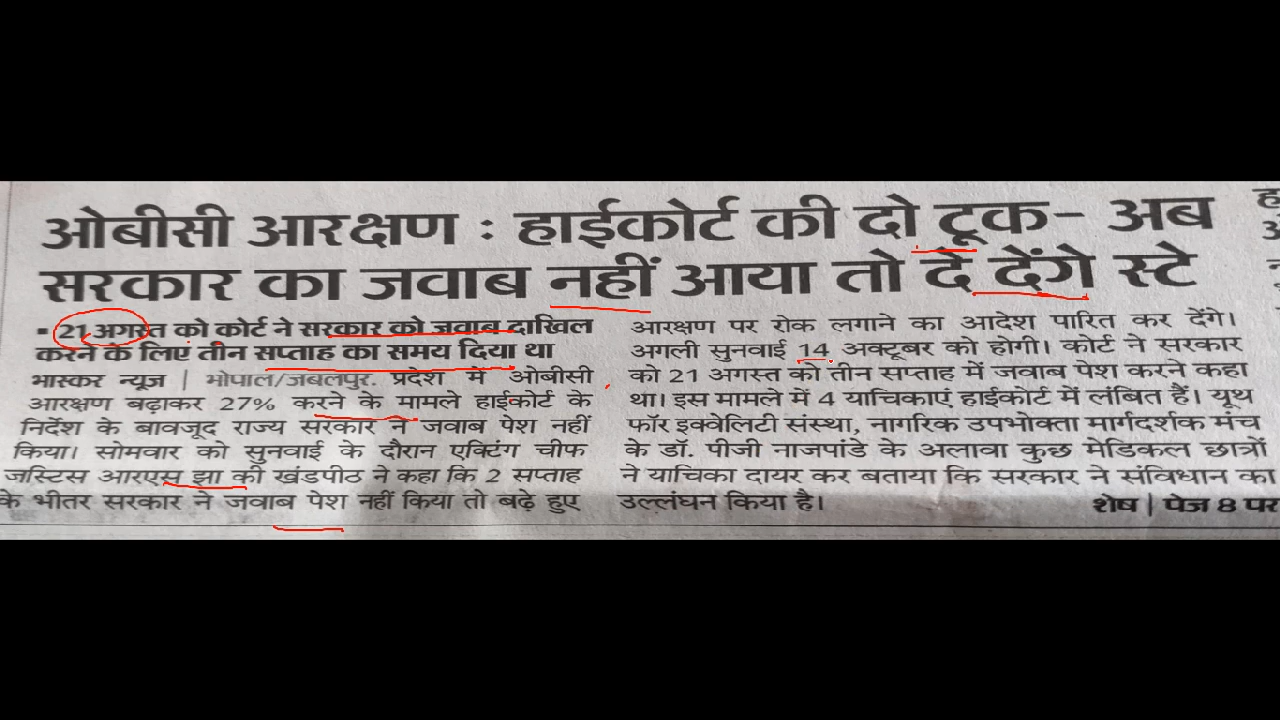 ओबीसी आरक्षण : हाईकोर्ट की दो टूक- अब
सरकार का जवाब नहीं आया तो दे देंगे स्टे
▪ 21 अगस्त को कोर्ट ने सरकार को जवाब दाखिल
करने के लिए तीन सप्ताह का समय दिया था
भास्कर न्यूज | भोपाल/जबलपुर. प्रदेश में ओबीसी
आरक्षण बढ़ाकर 27% करने के मामले हाईकोर्ट के
निर्देश के बावजूद राज्य सरकार ने जवाब पेश नहीं
किया। सोमवार को सुनवाई के दौरान एक्टिंग चीफ
जस्टिस आरएस झा की खंडपीठ ने कहा कि 2 सप्ताह
के भीतर सरकार ने जवाब पेश नहीं किया तो बढ़े हुए
आरक्षण पर रोक लगाने का आदेश पारित कर देंगे।
अगली सुनवाई 14 अक्टूबर को होगी। कोर्ट ने सरकार
को 21 अगस्त को तीन सप्ताह में जवाब पेश करने कहा
था। इस मामले में 4 याचिकाएं हाईकोर्ट में लंबित हैं। यूथ
फॉर इक्वेलिटी संस्था, नागरिक उपभोक्ता मार्गदर्शक मंच
के डॉ. पीजी नाजपांडे के अलावा कुछ मेडिकल छात्रों
ने याचिका दायर कर बताया कि सरकार ने संविधान का
उल्लंघन किया है।
शेष | पेज 8 पर